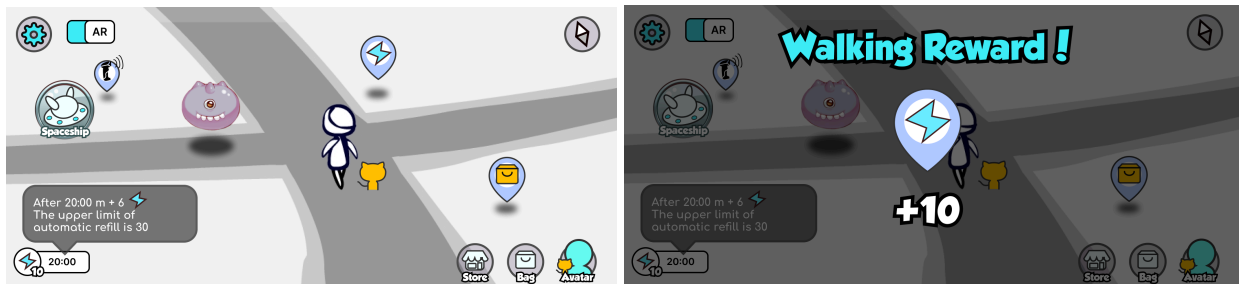 AR
Spaceship
After 20:00 m + 6
The upper limit of
automatic refill is 30
10
20:00
Store
Bag
Avatar
Walking Reward!
AR
Spaceship
+10
After 20:00 m + 6
The upper limit of
automatic refill is 30
10
20:00
Store
Bag
Avatar